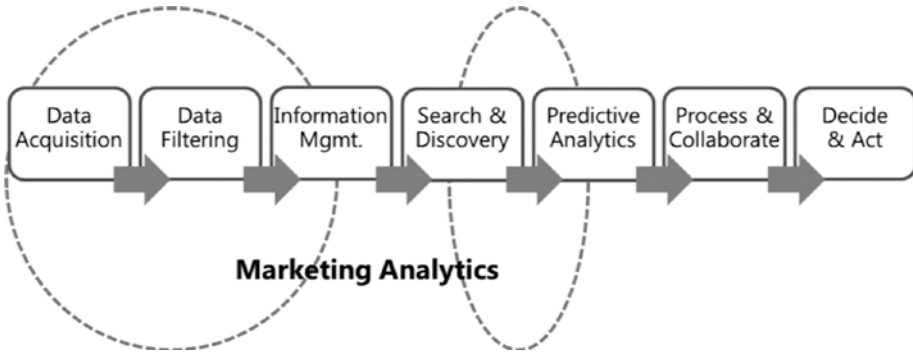 Data
Acquisition
Data
Filtering
Information
Mgmt.
Search &
Discovery
Predictive
Analytics
Process &
Collaborate
Decide
& Act
Marketing Analytics